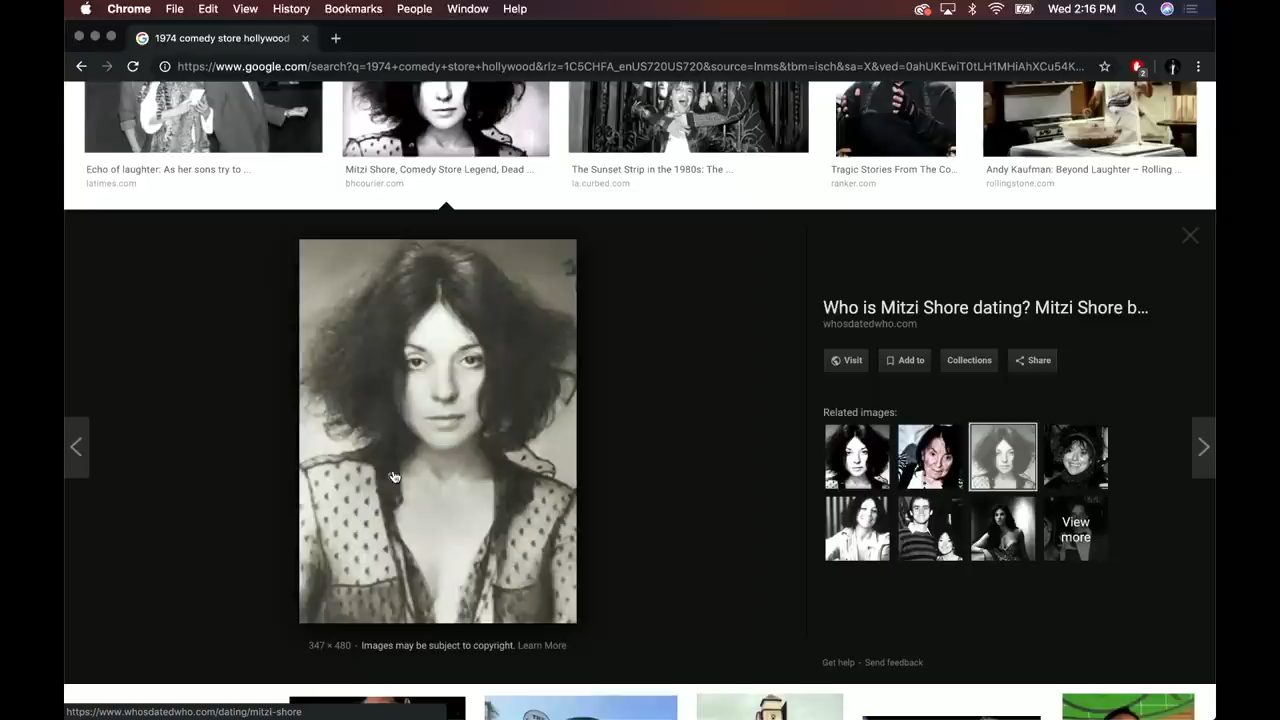 Chrome File Edit View History Bookmarks People Window Help Wed 2:16 PM
1974 comedy store hollywood
https://www.google.com/search?q=1974+comedy+store+hollywood&rlz=1C5CHFA_enUS720US720&source=lnms&tbm=isch&sa=X&ved=0ahUKEwiT0tLH1MHiAhXCu54K... 2
Echo of laughter: As her sons try to ... Mitzi Shore, Comedy Store Legend, Dead ... The Sunset Strip in the 1980s: The ... Tragic Stories From The Co... Andy Kaufman: Beyond Laughter – Rolling ...
latimes.com bhcourier.com la.curbed.com ranker.com rollingstone.com
Who is Mitzi Shore dating? Mitzi Shore b...
whosdatedwho.com
Visit Add to Collections Share
Related images:
View
more
347 × 480 - Images may be subject to copyright. Learn More
Get help - Send feedback
https://www.whosdatedwho.com/dating/mitzi-shore